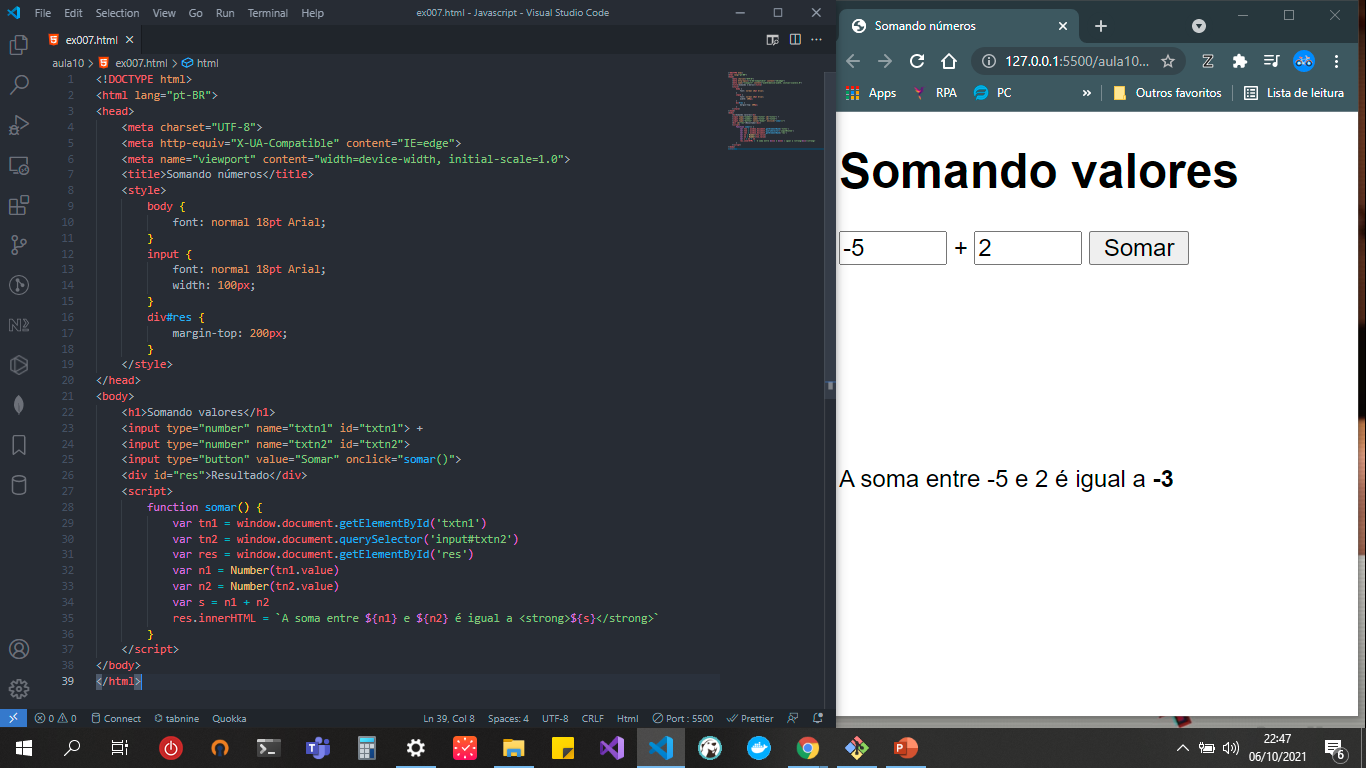 File Edit Selection View Go Run Terminal Help
ex007.html - Javascript - Visual Studio Code
ex007.html
aula10 > ex007.html > html
1 <!DOCTYPE html>
2 <html lang="pt-BR">
3 <head>
4 <meta charset="UTF-8">
5 <meta http-equiv="X-UA-Compatible" content="IE=edge">
6 <meta name="viewport" content="width=device-width, initial-scale=1.0">
7 <title>Somando números</title>
8 <style>
9 body {
10 font: normal 18pt Arial;
11 }
12 input {
13 font: normal 18pt Arial;
14 width: 100px;
15 }
16 div#res {
17 margin-top: 200px;
18 }
19 </style>
20 </head>
21 <body>
22 <h1>Somando valores</h1>
23 <input type="number" name="txtn1" id="txtn1"> +
24 <input type="number" name="txtn2" id="txtn2">
25 <input type="button" value="Somar" onclick="somar()">
26 <div id="res">Resultado</div>
27 <script>
28 function somar() {
29 var tn1 = window.document.getElementById('txtn1')
30 var tn2 = window.document.querySelector('input#txtn2')
31 var res = window.document.getElementById('res')
32 var n1 = Number(tn1.value)
33 var n2 = Number(tn2.value)
34 var s = n1 + n2
35 res.innerHTML = `A soma entre ${n1} e ${n2} é igual a <strong>${s}</strong>`
36 }
37 </script>
38 </body>
39 </html>
0 0 Connect tabnine Quokka
Ln 39, Col 8 Spaces: 4 UTF-8 CRLF Html Port : 5500 Prettier
Somando números
127.0.0.1:5500/aula10...
Apps RPA PC » Outros favoritos Lista de leitura
Somando valores
-5 + 2 Somar
A soma entre -5 e 2 é igual a -3
22:47
06/10/2021
6